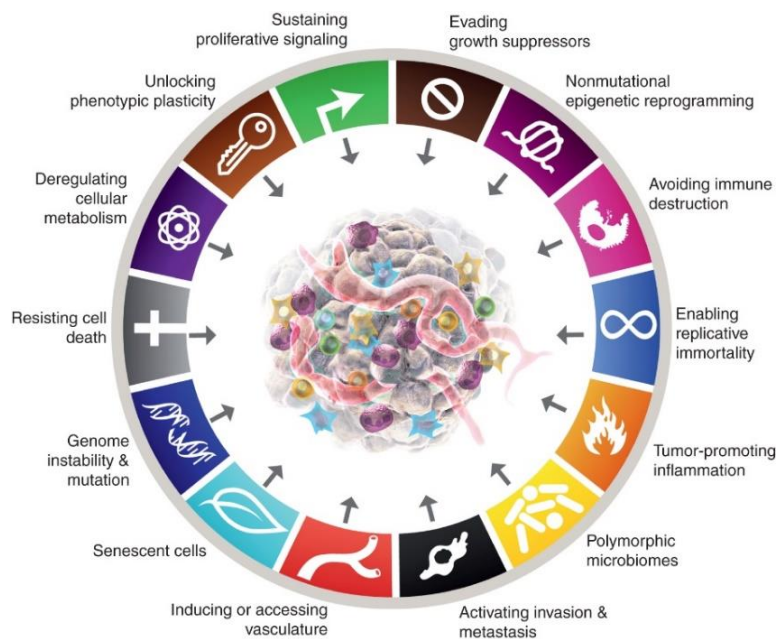 Sustaining
proliferative signaling
Evading
growth suppressors
Nonmutational
epigenetic reprogramming
Avoiding immune
destruction
Enabling
replicative
immortality
Tumor-promoting
inflammation
Polymorphic
microbiomes
Activating invasion &
metastasis
Inducing or accessing
vasculature
Senescent cells
Genome
instability &
mutation
Resisting cell
death
Deregulating
cellular
metabolism
Unlocking
phenotypic plasticity